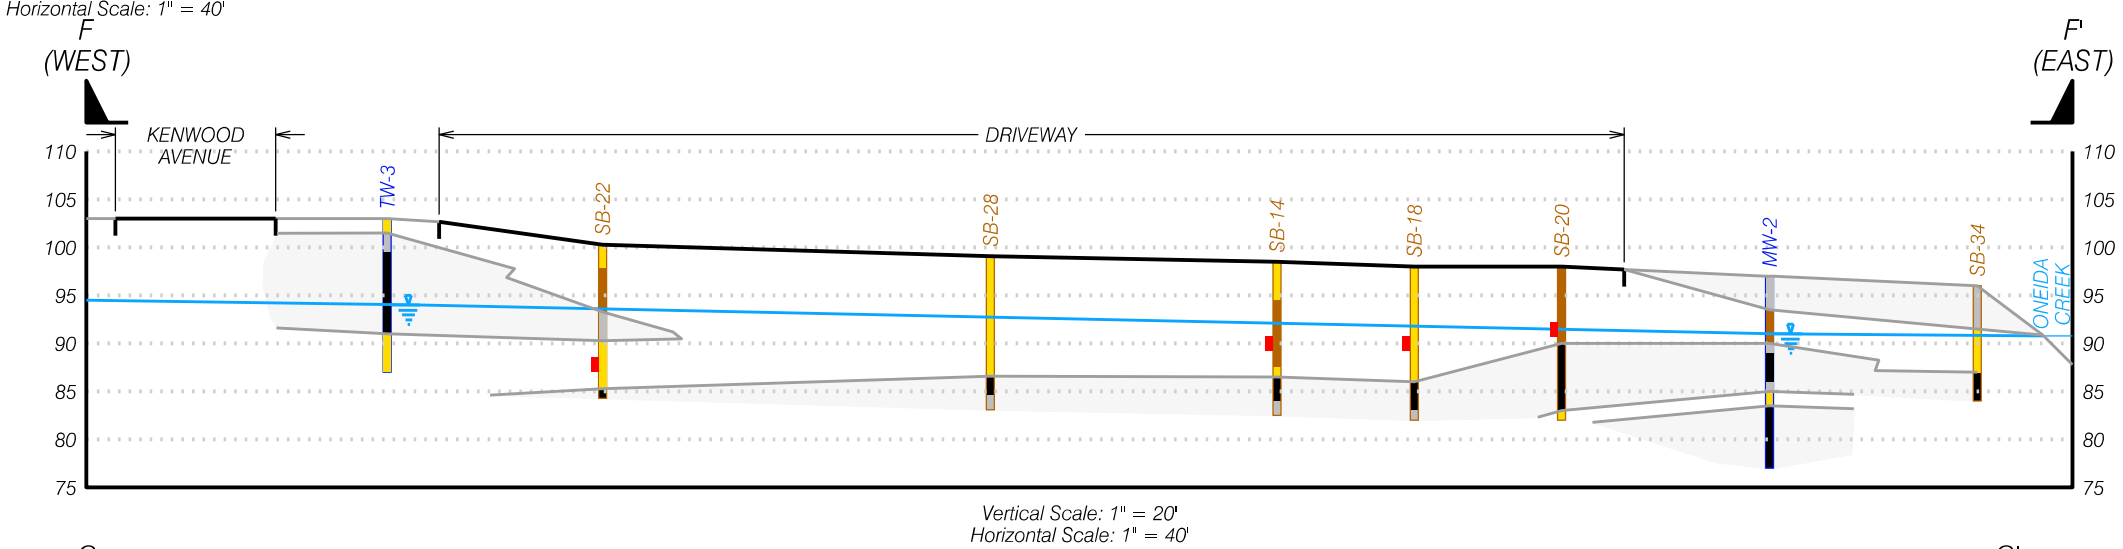 Horizontal Scale: 1" = 40'
F
(WEST)
F'
(EAST)
KENWOOD
AVENUE
DRIVEWAY
110
110
TW-3
SB-22
SB-28
SB-14
SB-18
SB-20
MW-2
SB-34
ONEIDA
CREEK
105
105
100
100
95
95
90
90
85
85
80
80
75
75
Vertical Scale: 1" = 20'
Horizontal Scale: 1" = 40'